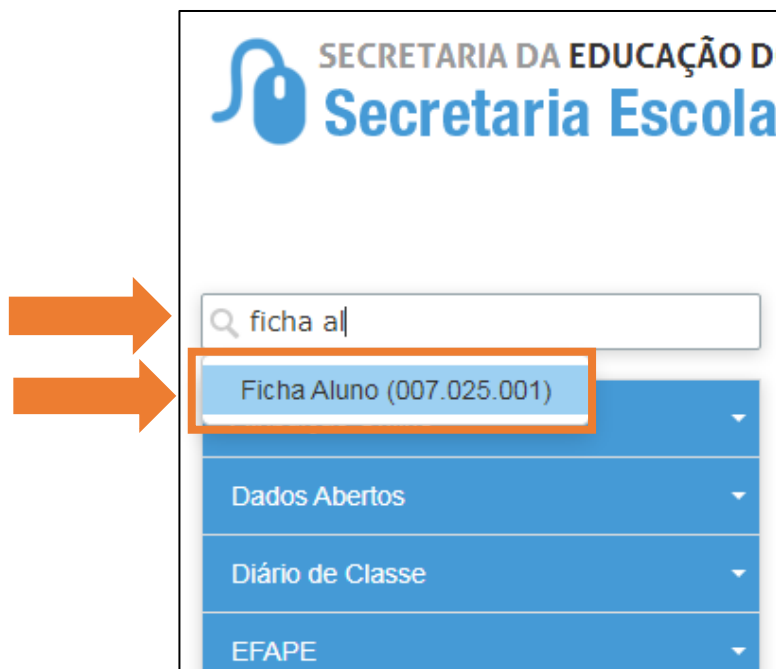 SECRETARIA DA EDUCAÇÃO D
Secretaria Escola
ficha al
Ficha Aluno (007.025.001)
Dados Abertos
Diário de Classe
EFAPE